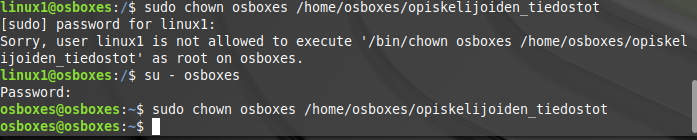 linux1@osboxes:/$ sudo chown osboxes /home/osboxes/opiskelijoiden_tiedostot
[sudo] password for linux1:
Sorry, user linux1 is not allowed to execute '/bin/chown osboxes /home/osboxes/opiskel
ijoiden_tiedostot' as root on osboxes.
linux1@osboxes:/$ su - osboxes
Password:
osboxes@osboxes:~$ sudo chown osboxes /home/osboxes/opiskelijoiden_tiedostot
osboxes@osboxes:~$